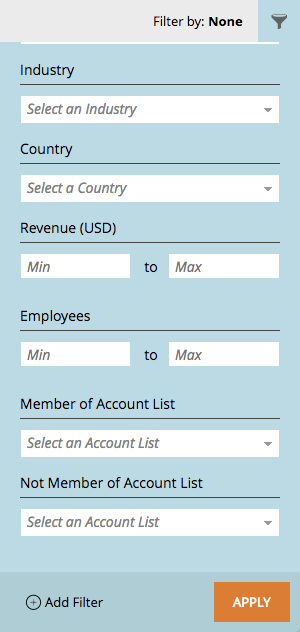 Filter by: None
Industry
Select an Industry
Country
Select a Country
Revenue (USD)
Min to Max
Employees
Min to Max
Member of Account List
Select an Account List
Not Member of Account List
Select an Account List
Add Filter APPLY